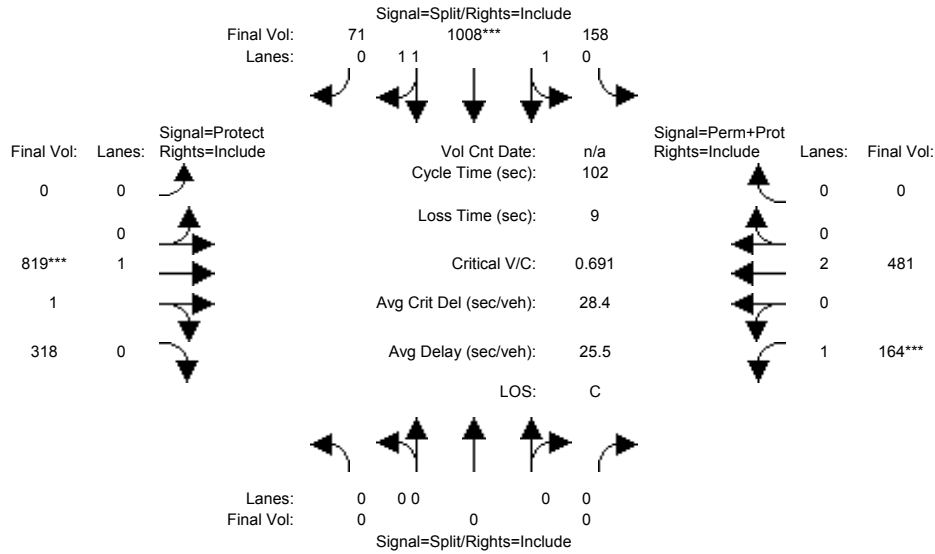 Signal=Split/Rights=Include
Final Vol: 71 1008*** 158
Lanes: 0 1 1 1 0
Signal=Protect
Final Vol: Lanes: Rights=Include
Vol Cnt Date: n/a
Signal=Perm+Prot
Rights=Include Lanes: Final Vol:
Cycle Time (sec): 102
0 0
0 0
Loss Time (sec): 9
0
0
819*** 1
Critical V/C: 0.691
2 481
1
Avg Crit Del (sec/veh): 28.4
0
318 0
Avg Delay (sec/veh): 25.5
1 164***
LOS: C
Lanes: 0 0 0 0 0
Final Vol: 0 0 0
Signal=Split/Rights=Include